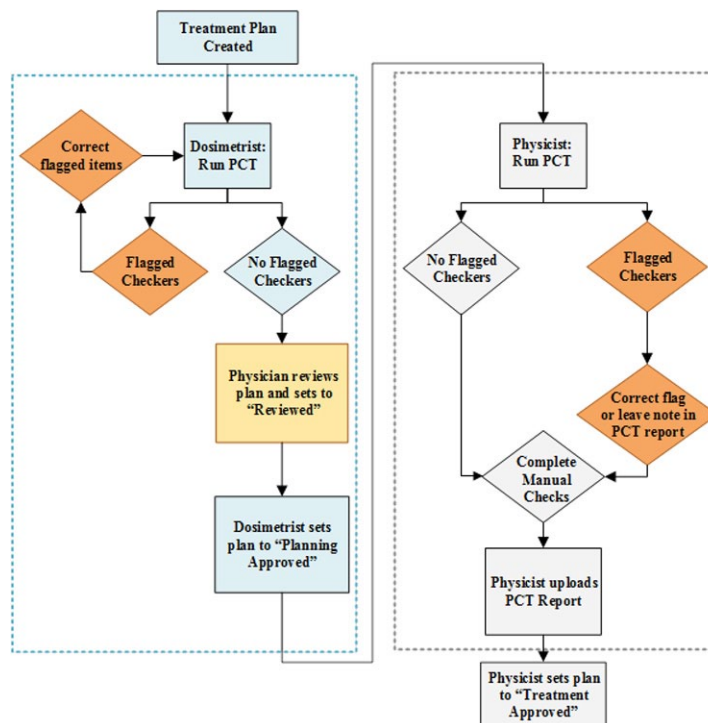 Treatment Plan
Created
Correct
flagged items
Dosimetrist:
Run PCT
Flagged
Checkers
No Flagged
Checkers
Physician reviews
plan and sets to
“Reviewed”
Dosimetrist sets
plan to “Planning
Approved”
Physicist:
Run PCT
No Flagged
Checkers
Flagged
Checkers
Correct flag
or leave note in
PCT report
Complete
Manual
Checks
Physicist uploads
PCT Report
Physicist sets plan
to “Treatment
Approved”